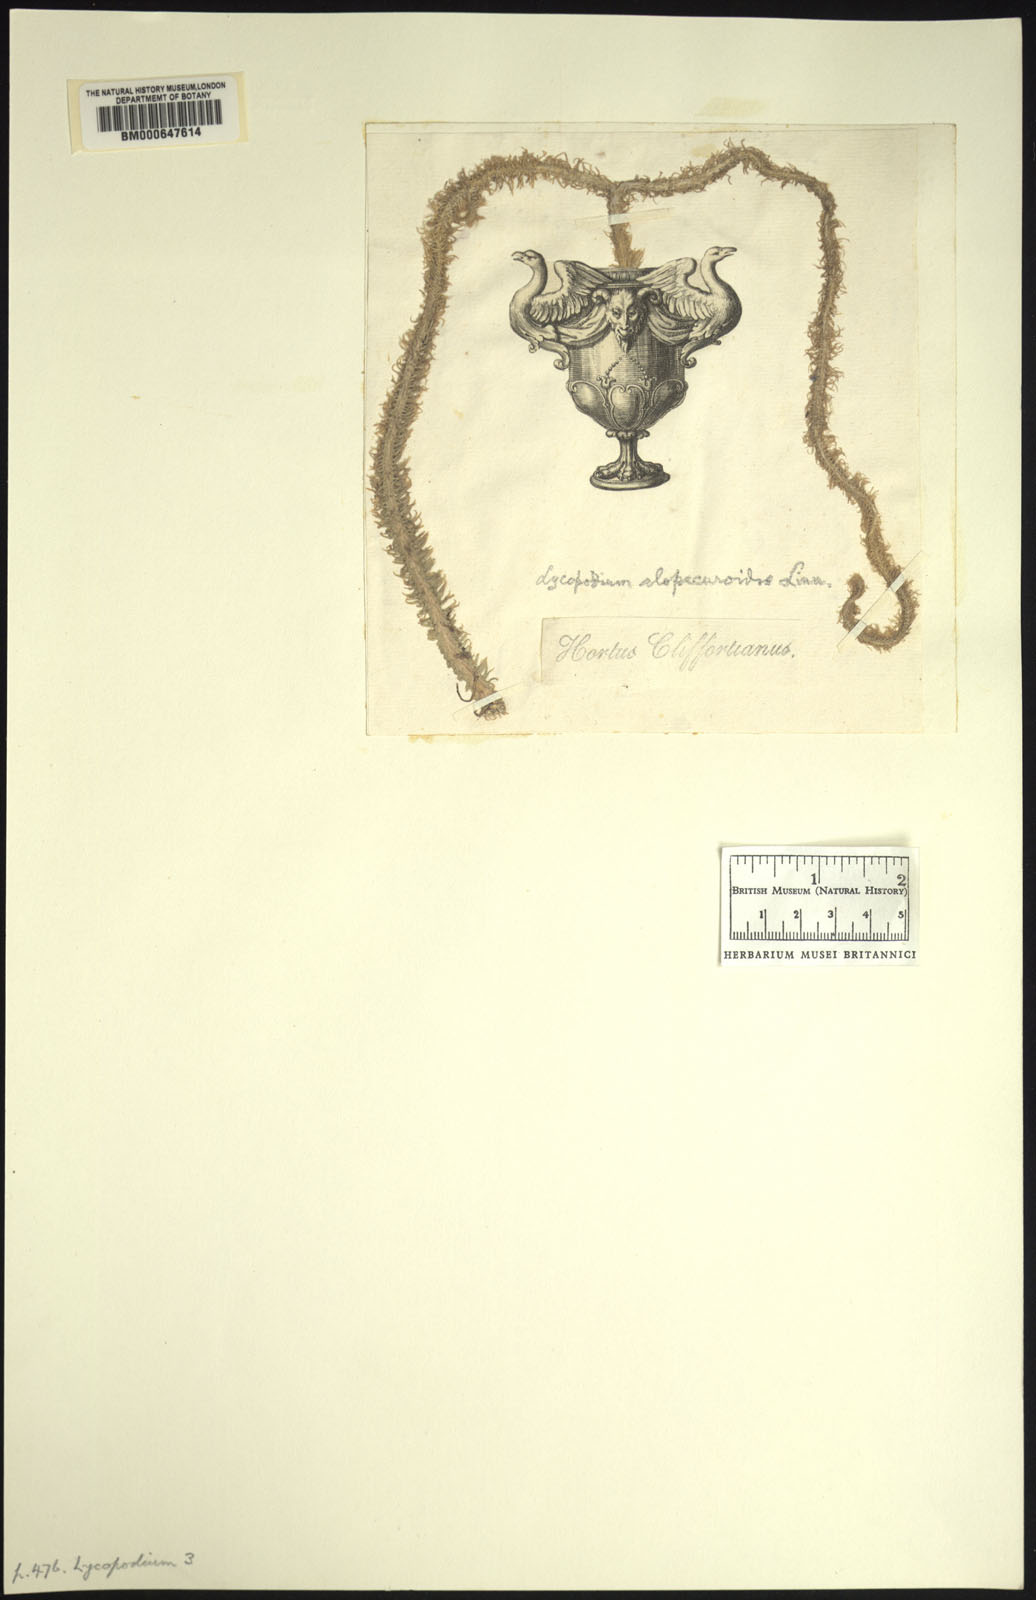 THE NATURAL HISTORY MUSEUM,LONDON
DEPARTMEMT OF BOTANY
BM000647614
Lycopodium alopecuroides Linn.
Hortus Cliffortianus.
1 2
BRITISH MUSEUM (NATURAL HISTORY)
1 2 3 4 5
HERBARIUM MUSEI BRITANNICI
p.476. Lycopodium 3